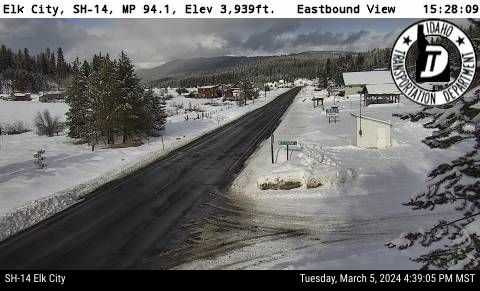 Elk City, SH-14, MP 94.1, Elev 3,939ft. Eastbound View 15:28:09
IDAHO
TRANSPORTATION DEPARTMENT
SH-14 Elk City Tuesday, March 5, 2024 4:39:05 PM MST